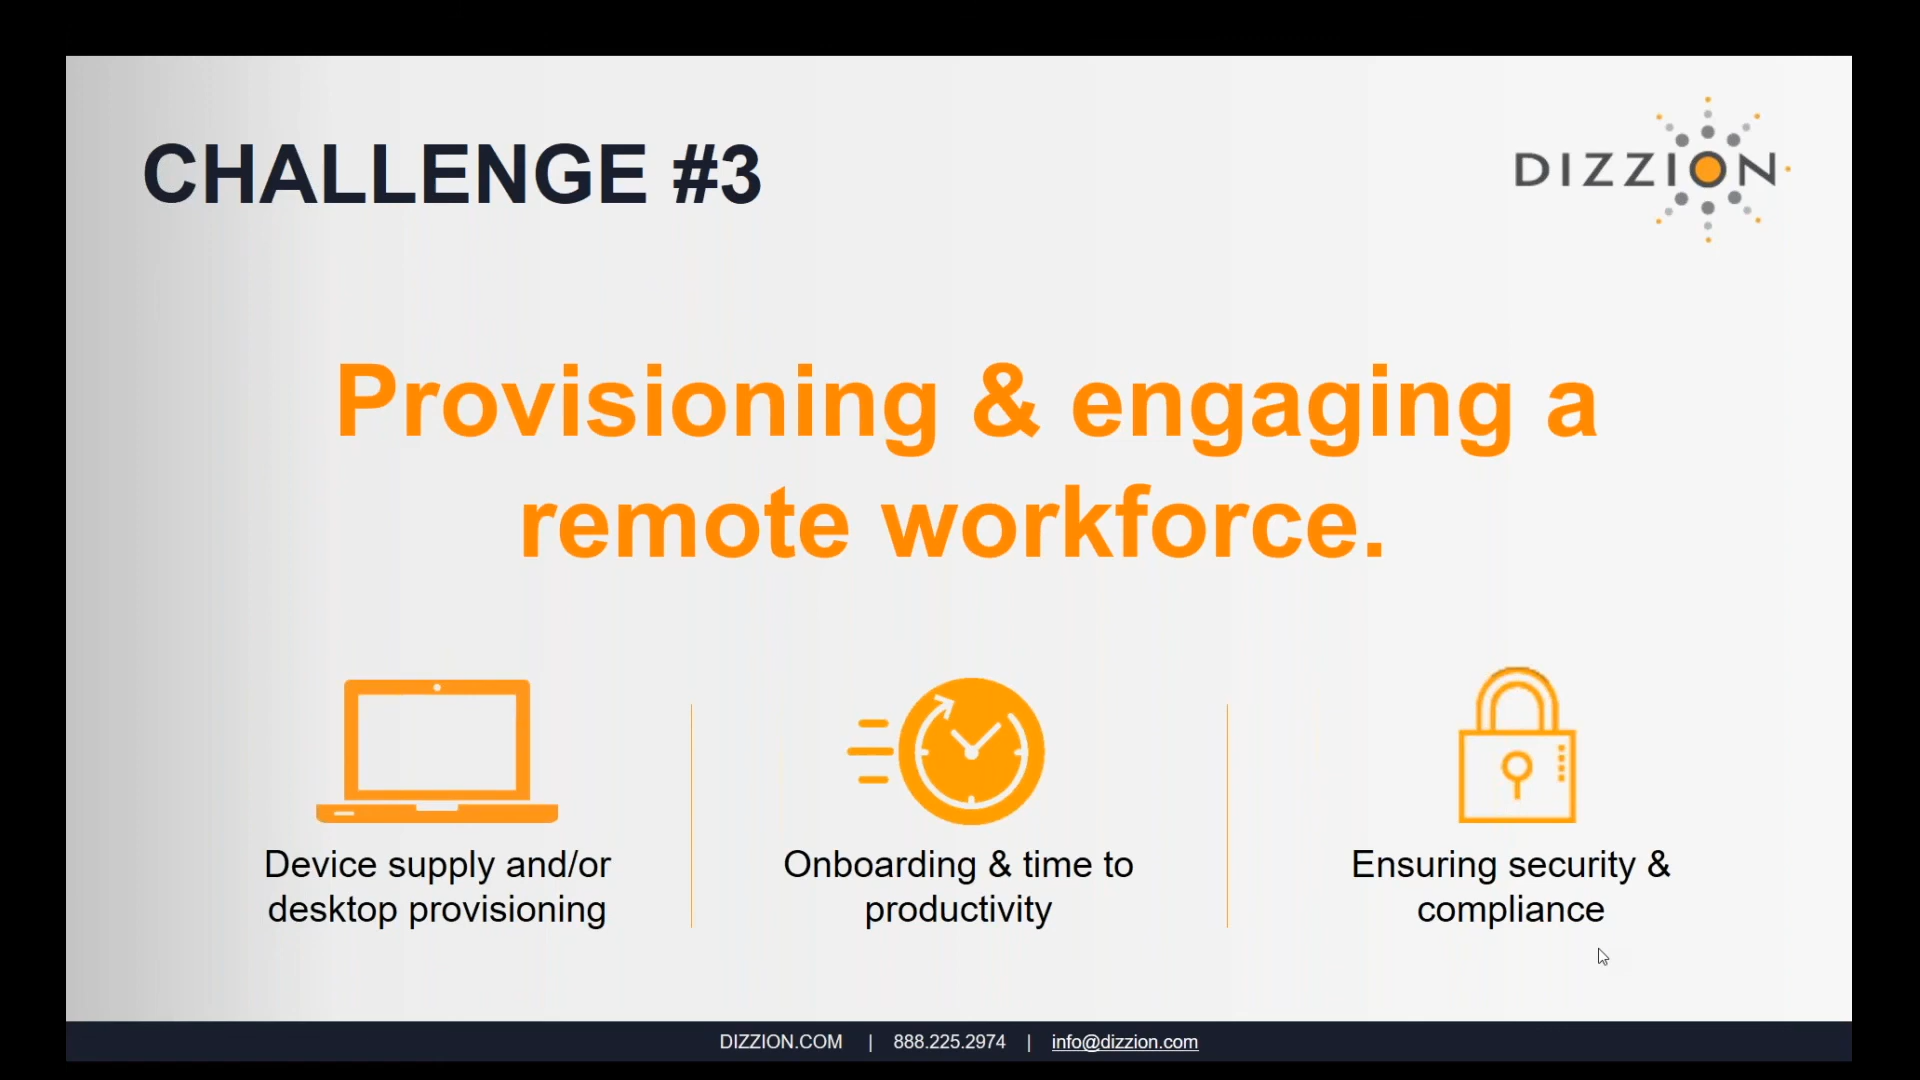 CHALLENGE #3
DIZZION
Provisioning & engaging a
remote workforce.
Device supply and/or
desktop provisioning
Onboarding & time to
productivity
Ensuring security &
compliance
DIZZION.COM | 888.225.2974 | info@dizzion.com